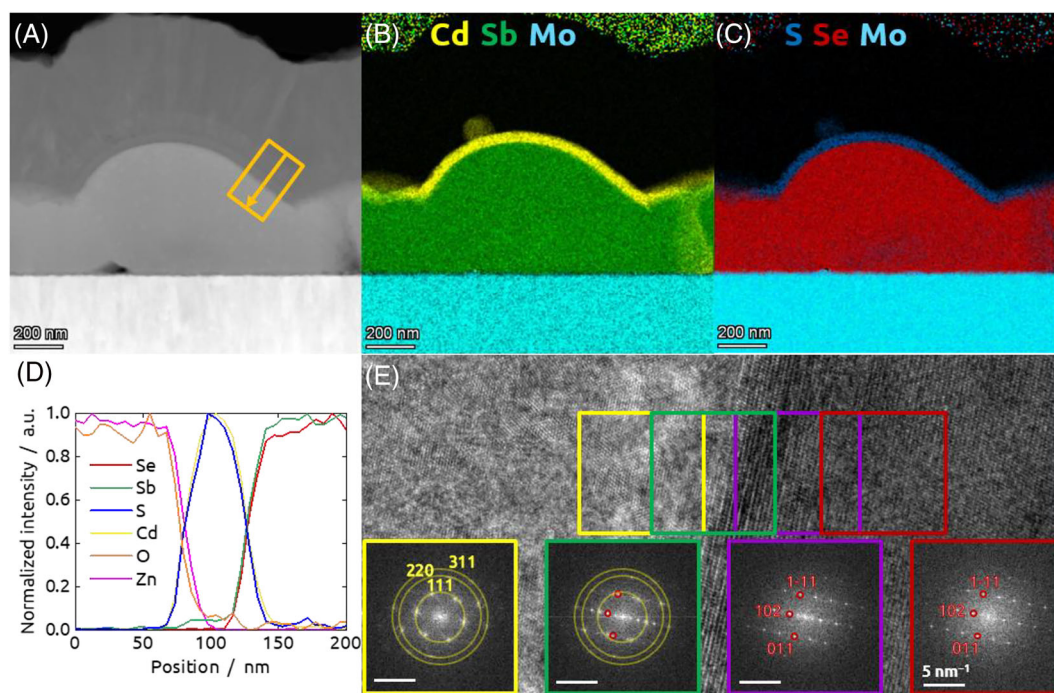 (A)
200 nm
(B)
Cd Sb Mo
200 nm
(C)
S Se Mo
200 nm
(D)
Normalized intensity / a.u.
1.0
0.8
0.6
0.4
0.2
0.0
Se
Sb
S
Cd
O
Zn
0 50 100 150 200
Position / nm
(E)
311
220
111
1-11
102
011
1-11
102
011
5 nm⁻¹